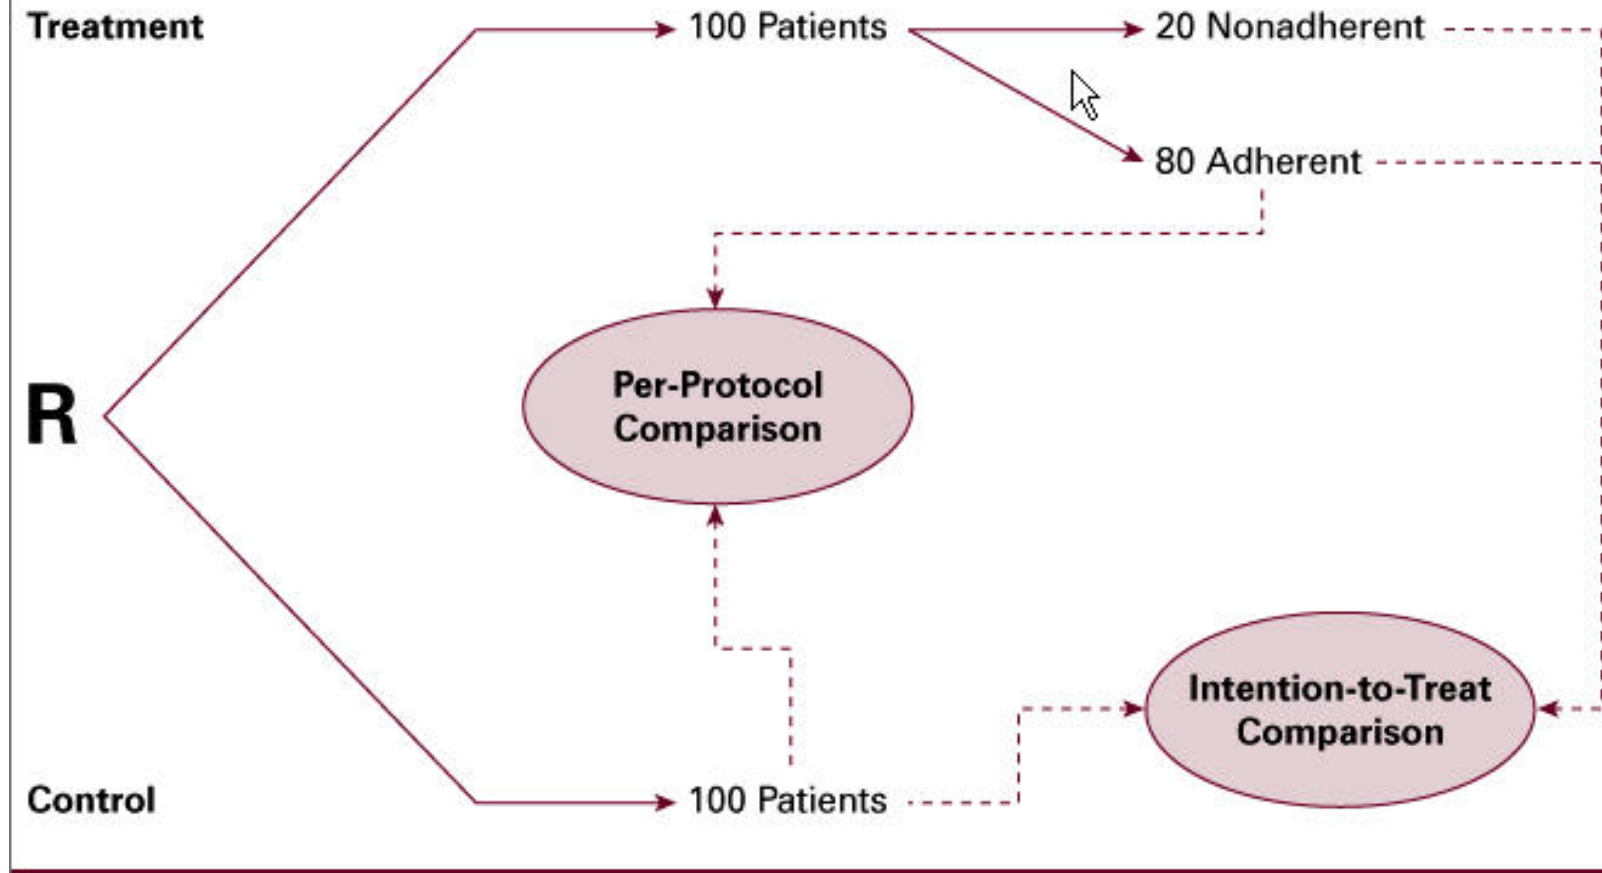 Treatment
100 Patients
20 Nonadherent
80 Adherent
Per-Protocol
Comparison
R
Intention-to-Treat
Comparison
Control
100 Patients